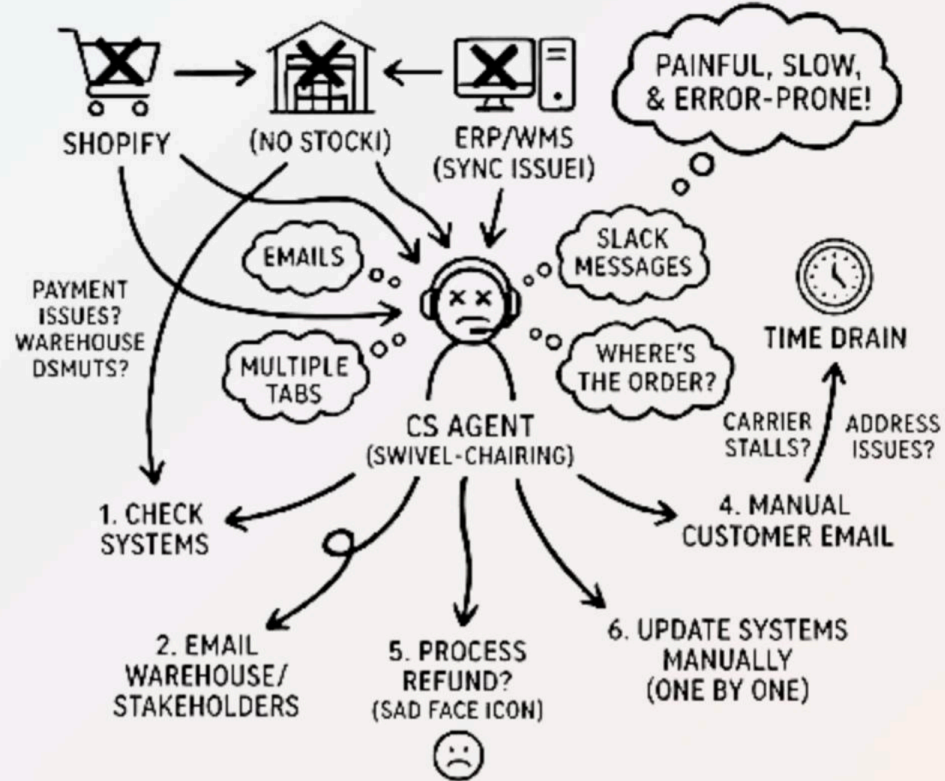 PAINFUL, SLOW,
& ERROR-PRONE!
SHOPIFY
(NO STOCKI)
ERP/WMS
(SYNC ISSUEI)
EMAILS
SLACK
MESSAGES
PAYMENT
ISSUES?
WAREHOUSE
DSMUTS?
MULTIPLE
TABS
WHERE'S
THE ORDER?
TIME DRAIN
CS AGENT
(SWIVEL-CHAIRING)
CARRIER
STALLS?
ADDRESS
ISSUES?
1. CHECK
SYSTEMS
4. MANUAL
CUSTOMER EMAIL
2. EMAIL
WAREHOUSE/
STAKEHOLDERS
5. PROCESS
REFUND?
(SAD FACE ICON)
6. UPDATE SYSTEMS
MANUALLY
(ONE BY ONE)